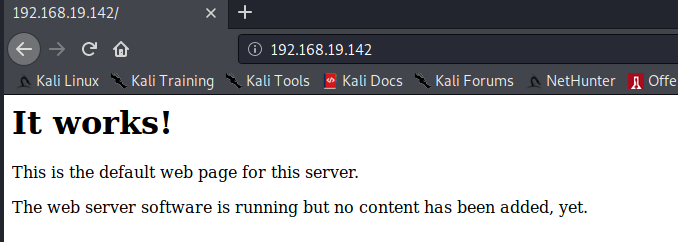 192.168.19.142/
192.168.19.142
Kali Linux Kali Training Kali Tools Kali Docs Kali Forums NetHunter Offe
It works!
This is the default web page for this server.
The web server software is running but no content has been added, yet.